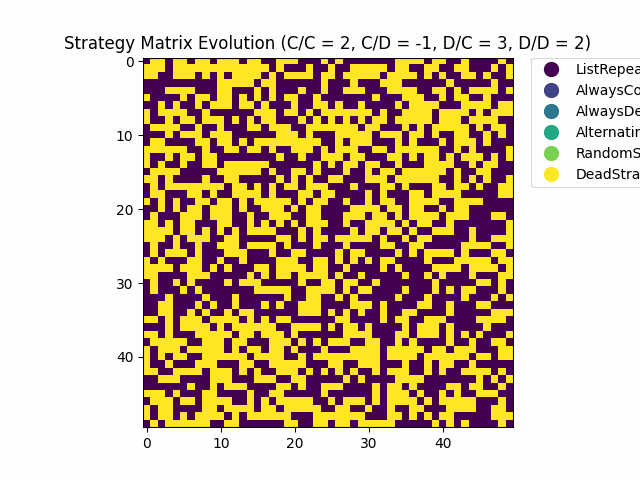 Strategy Matrix Evolution (C/C = 2, C/D = -1, D/C = 3, D/D = 2)
0
10
20
30
40
0 10 20 30 40
ListRepea
AlwaysCo
AlwaysDe
Alternatin
RandomS
DeadStra